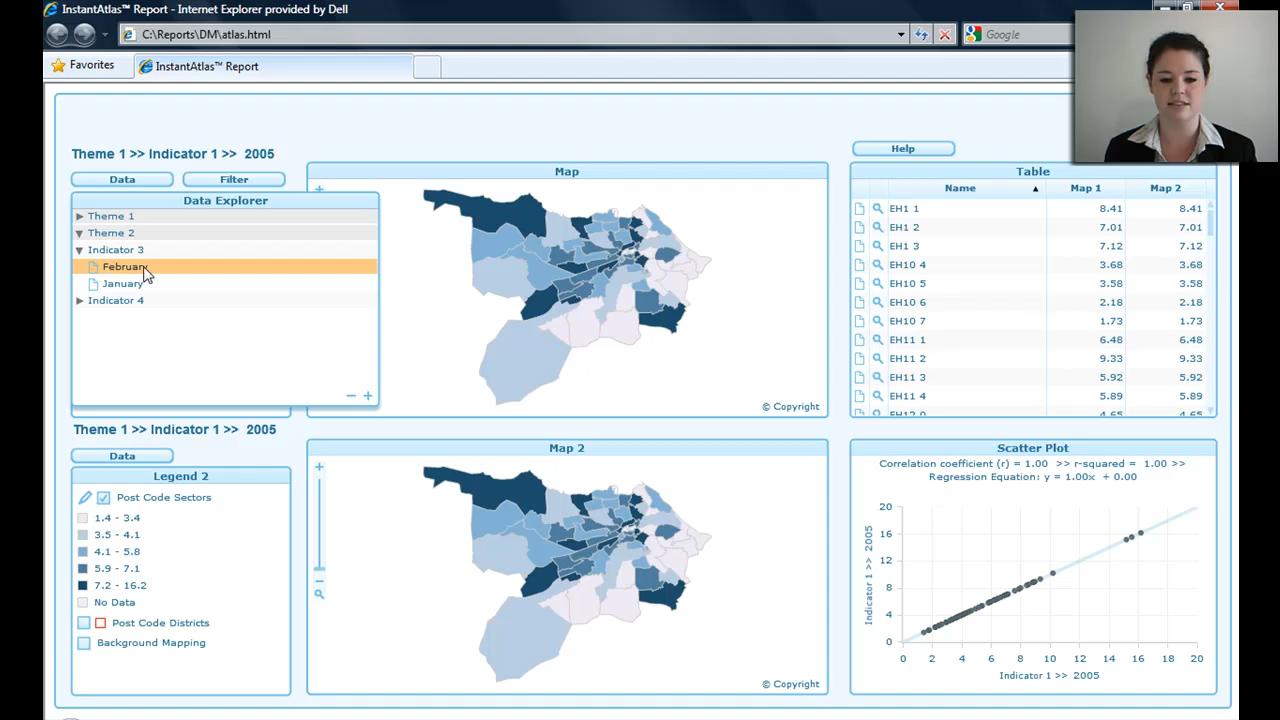 InstantAtlas™ Report - Internet Explorer provided by Dell
C:\Reports\DM\atlas.html
Google
Favorites
InstantAtlas™ Report
Theme 1 >> Indicator 1 >> 2005
Data
Filter
Data Explorer
Theme 1
Theme 2
Indicator 3
February
January
Indicator 4
Map
© Copyright
Help
Table
Name Map 1 Map 2
EH1 1 8.41 8.41
EH1 2 7.01 7.01
EH1 3 7.12 7.12
EH10 4 3.68 3.68
EH10 5 3.58 3.58
EH10 6 2.18 2.18
EH10 7 1.73 1.73
EH11 1 6.48 6.48
EH11 2 9.33 9.33
EH11 3 5.92 5.92
EH11 4 5.89 5.89
EH12 0 4.65 4.65
Theme 1 >> Indicator 1 >> 2005
Data
Legend 2
Post Code Sectors
1.4 - 3.4
3.5 - 4.1
4.1 - 5.8
5.9 - 7.1
7.2 - 16.2
No Data
Post Code Districts
Background Mapping
Map 2
© Copyright
Scatter Plot
Correlation coefficient (r) = 1.00 >> r-squared = 1.00 >>
Regression Equation: y = 1.00x + 0.00
Indicator 1 >> 2005
20
16
12
8
4
0
0 2 4 6 8 10 12 14 16 18 20
Indicator 1 >> 2005